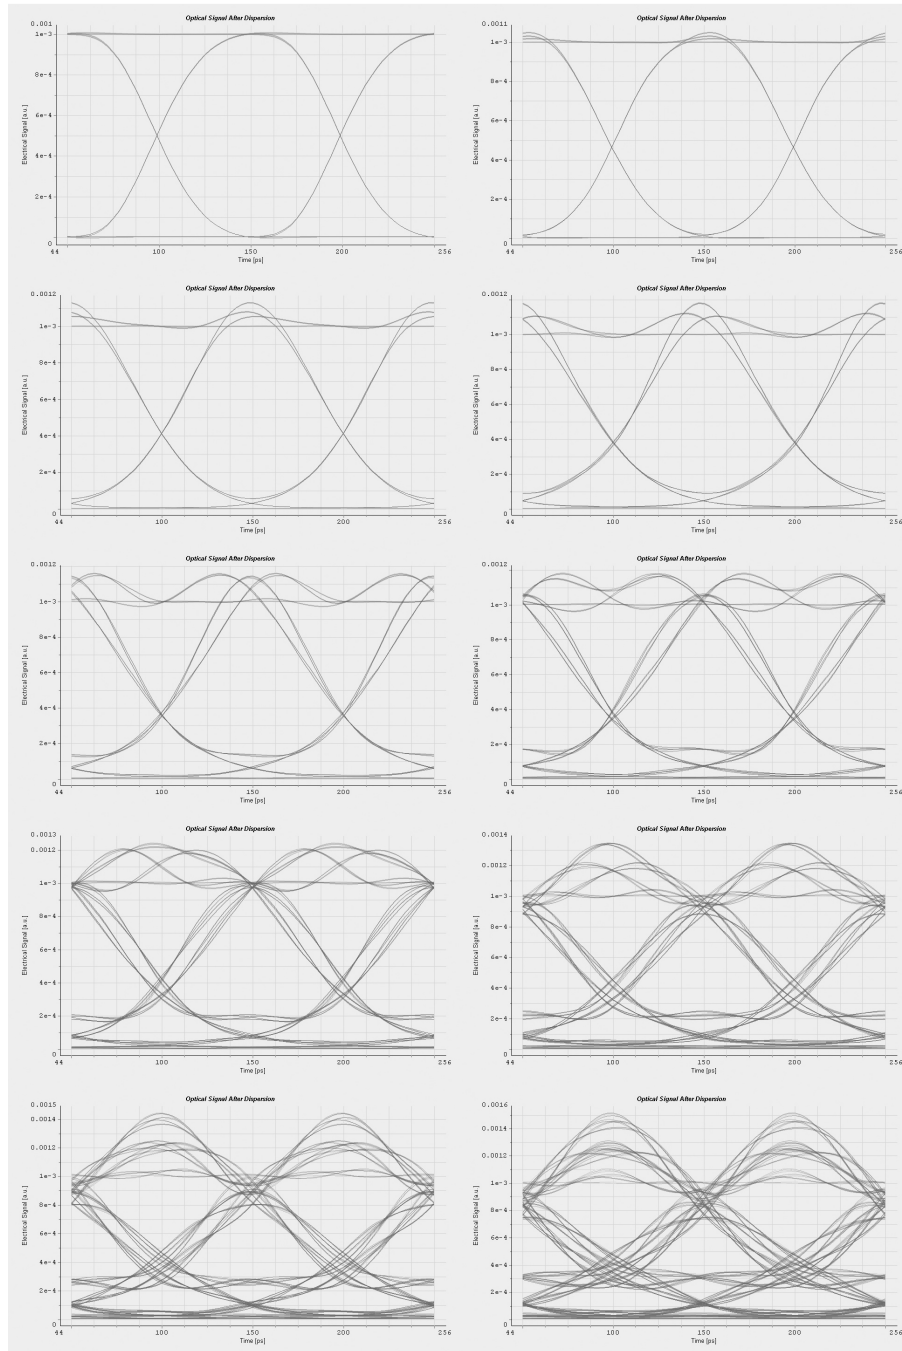 Optical Signal After Dispersion
0.001
1e-3
8e-4
6e-4
4e-4
2e-4
0
Electrical Signal [a.u.]
44 100 150 200 256
Time [ps]
Optical Signal After Dispersion
0.0011
1e-3
8e-4
6e-4
4e-4
2e-4
0
Electrical Signal [a.u.]
44 100 150 200 256
Time [ps]
Optical Signal After Dispersion
0.0012
1e-3
8e-4
6e-4
4e-4
2e-4
0
Electrical Signal [a.u.]
44 100 150 200 256
Time [ps]
Optical Signal After Dispersion
0.0012
1e-3
8e-4
6e-4
4e-4
2e-4
0
Electrical Signal [a.u.]
44 100 150 200 256
Time [ps]
Optical Signal After Dispersion
0.0012
1e-3
8e-4
6e-4
4e-4
2e-4
0
Electrical Signal [a.u.]
44 100 150 200 256
Time [ps]
Optical Signal After Dispersion
0.0012
1e-3
8e-4
6e-4
4e-4
2e-4
0
Electrical Signal [a.u.]
44 100 150 200 256
Time [ps]
Optical Signal After Dispersion
0.0013
0.0012
1e-3
8e-4
6e-4
4e-4
2e-4
0
Electrical Signal [a.u.]
44 100 150 200 256
Time [ps]
Optical Signal After Dispersion
0.0014
0.0012
1e-3
8e-4
6e-4
4e-4
2e-4
0
Electrical Signal [a.u.]
44 100 150 200 256
Time [ps]
Optical Signal After Dispersion
0.0015
0.0014
0.0012
1e-3
8e-4
6e-4
4e-4
2e-4
0
Electrical Signal [a.u.]
44 100 150 200 256
Time [ps]
Optical Signal After Dispersion
0.0016
0.0014
0.0012
1e-3
8e-4
6e-4
4e-4
2e-4
0
Electrical Signal [a.u.]
44 100 150 200 256
Time [ps]